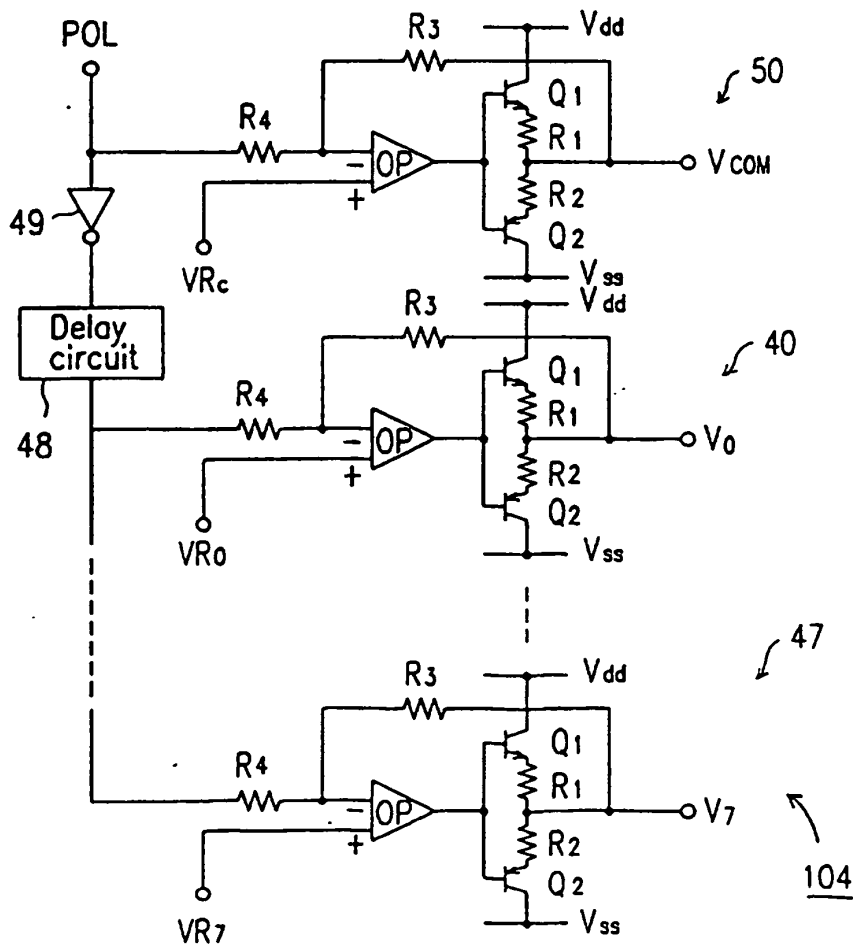 POL
R3
Vdd
50
Q1
R4
R1
OP
VCOM
R2
49
Q2
VRc
Vss
Vdd
R3
40
Delay
circuit
Q1
R4
R1
48
OP
V0
R2
Q2
VR0
Vss
47
R3
Vdd
Q1
R4
R1
OP
V7
R2
Q2
104
VR7
Vss